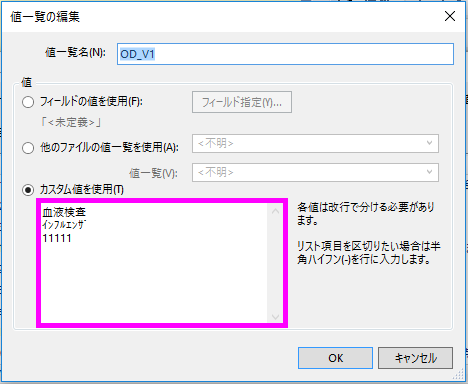 値一覧の編集
値一覧名(N): OD_V1
値
フィールドの値を使用(F): フィールド指定(Y)...
「<未定義>」
他のファイルの値一覧を使用(A): <不明>
値一覧(V): <不明>
カスタム値を使用(T)
血液検査
ｲﾝﾌﾙｴﾝｻﾞ
11111
各値は改行で分ける必要があ
ります。
リスト項目を区切りたい場合は半
角ハイフン(-)を行に入力します。
OK キャンセル